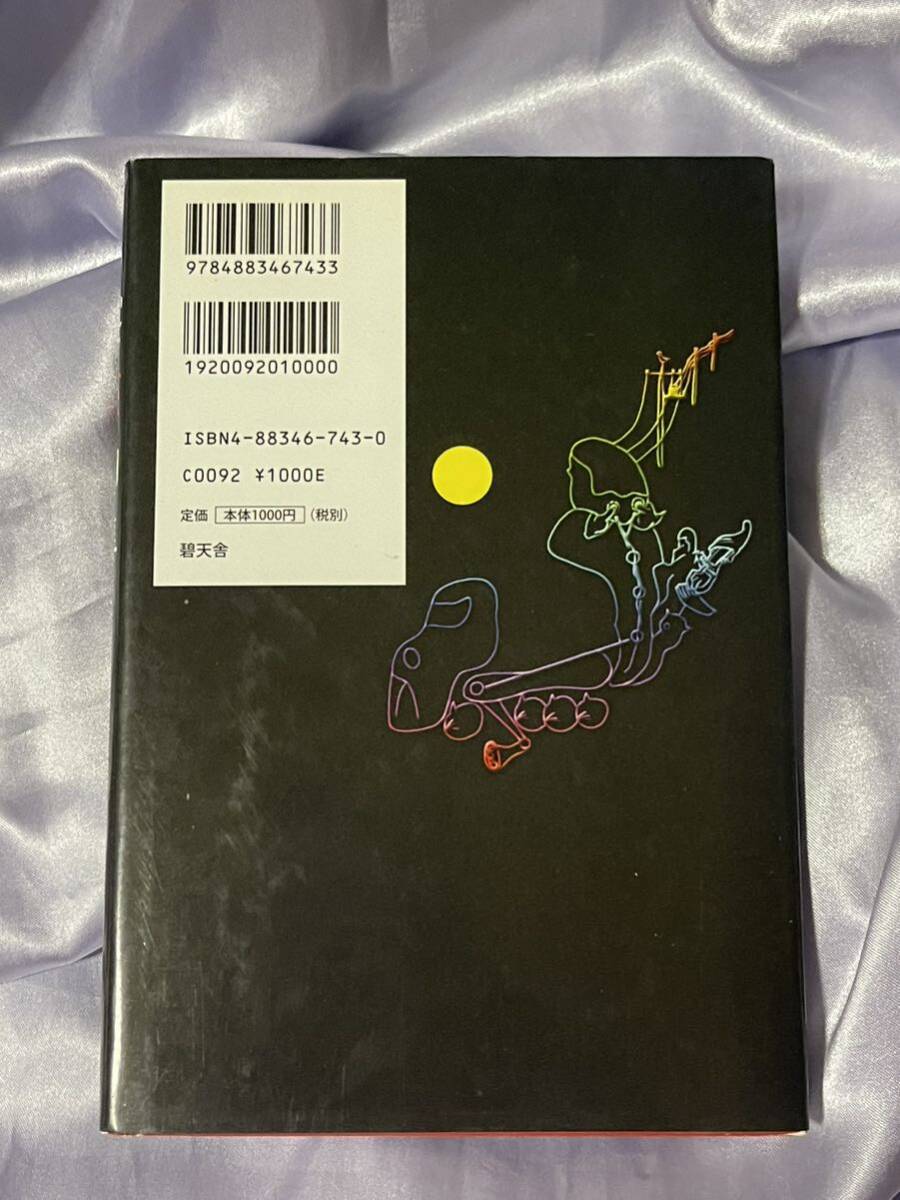 9784883467433
1920092010000
ISBN4-88346-743-0
C0092 ¥1000E
定価 本体1000円 (税別)
碧天舎